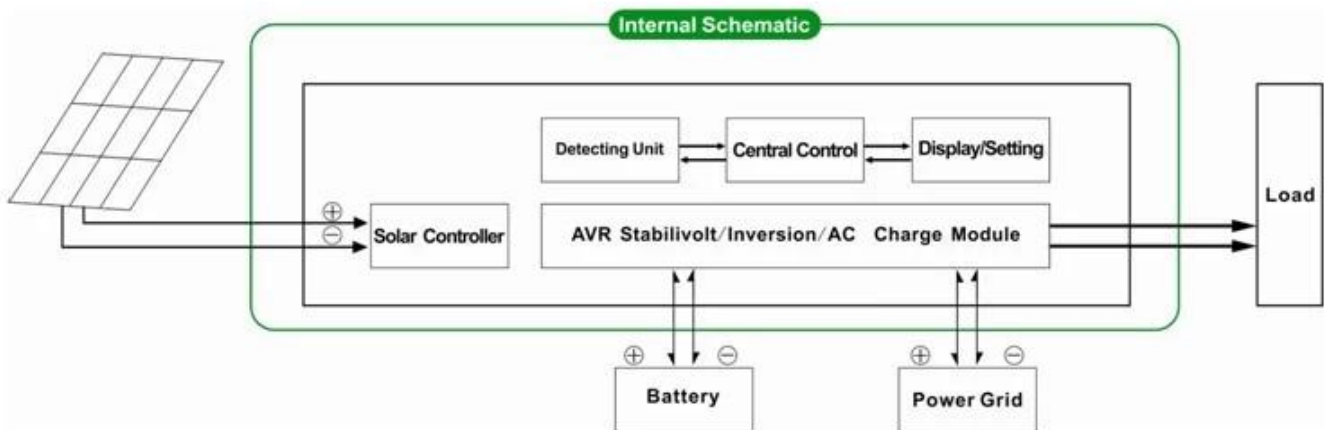 Internal Schematic
Detecting Unit
Central Control
Display/Setting
Load
⊕
⊖
Solar Controller
AVR Stabilivolt/Inversion/AC Charge Module
⊕ ⊖
⊕ ⊖
Battery
Power Grid